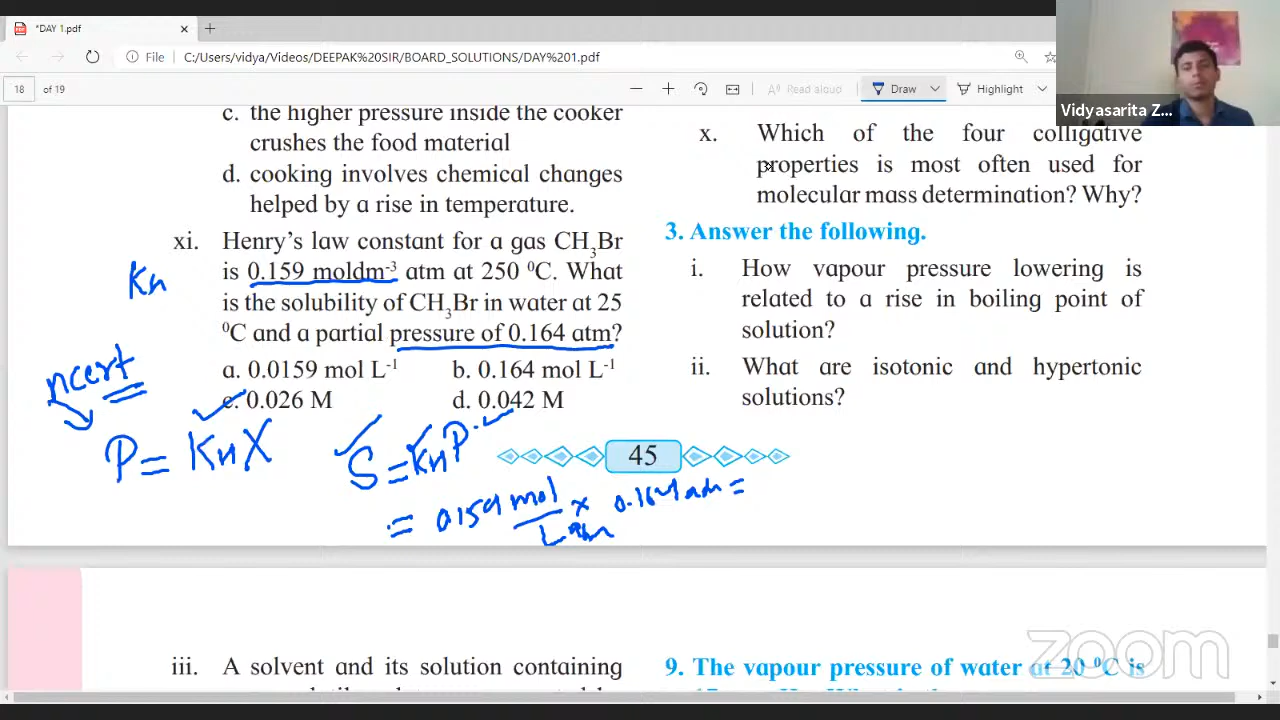 *DAY 1.pdf
File
C:/Users/vidya/Videos/DEEPAK%20SIR/BOARD_SOLUTIONS/DAY%201.pdf
18 of 19
Read aloud
Draw
Highlight
Vidyasarita Z...
c. the higher pressure inside the cooker
crushes the food material
d. cooking involves chemical changes
helped by a rise in temperature.
xi. Henry's law constant for a gas CH3Br
is 0.159 moldm-3 atm at 250 0C. What
is the solubility of CH3Br in water at 25
0C and a partial pressure of 0.164 atm?
a. 0.0159 mol L-1 b. 0.164 mol L-1
c. 0.026 M d. 0.042 M
KH
ncert
P = KH X
S = KH P
= 0.159 mol / L atm × 0.164 atm =
x. Which of the four colligative
properties is most often used for
molecular mass determination? Why?
3. Answer the following.
i. How vapour pressure lowering is
related to a rise in boiling point of
solution?
ii. What are isotonic and hypertonic
solutions?
45
iii. A solvent and its solution containing
9. The vapour pressure of water at 20 0C is
zoom